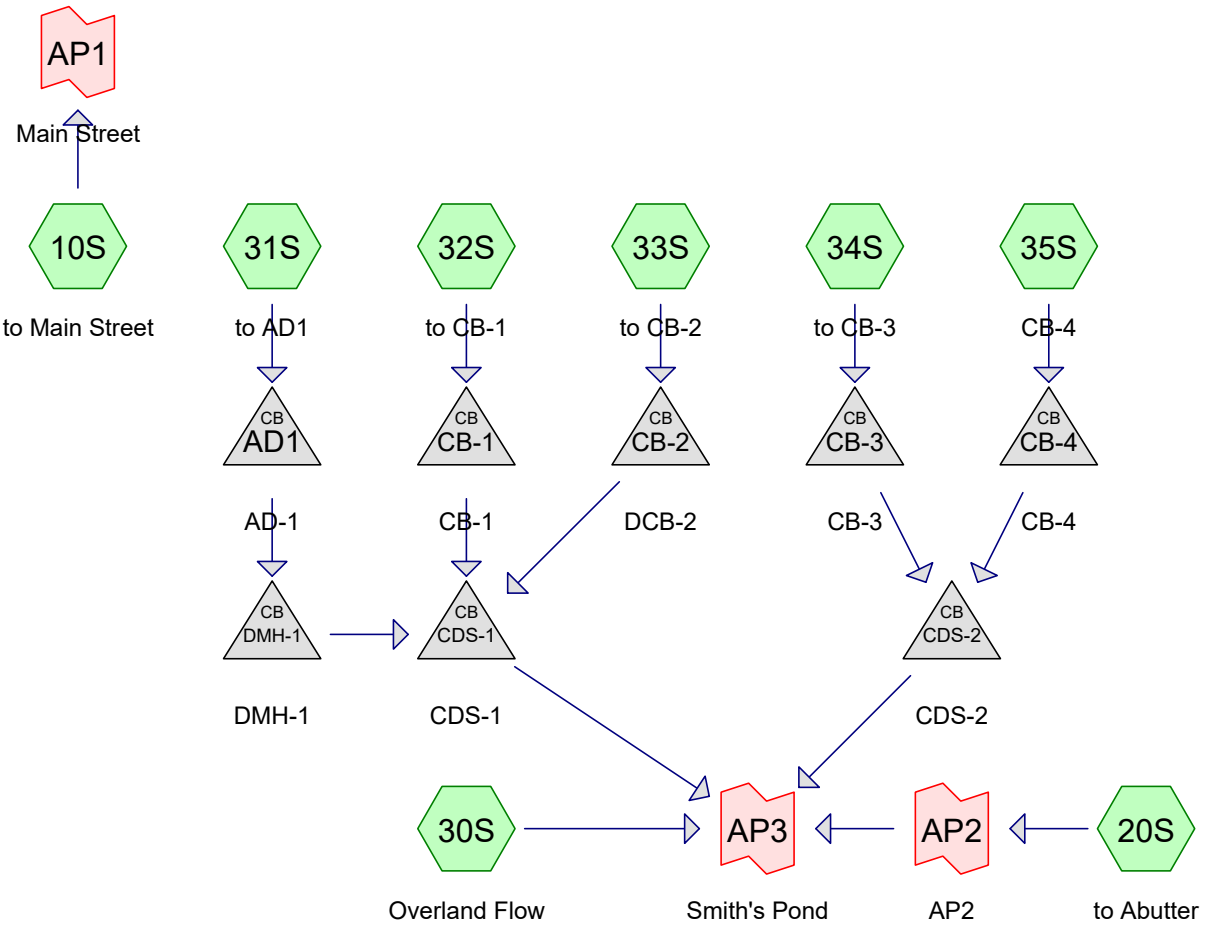 AP1
Main Street
10S
31S
32S
33S
34S
35S
to Main Street
to AD1
to CB-1
to CB-2
to CB-3
CB-4
CB
AD1
CB
CB-1
CB
CB-2
CB
CB-3
CB
CB-4
AD-1
CB-1
DCB-2
CB-3
CB-4
CB
DMH-1
CB
CDS-1
CB
CDS-2
DMH-1
CDS-1
CDS-2
30S
AP3
AP2
20S
Overland Flow
Smith's Pond
AP2
to Abutter